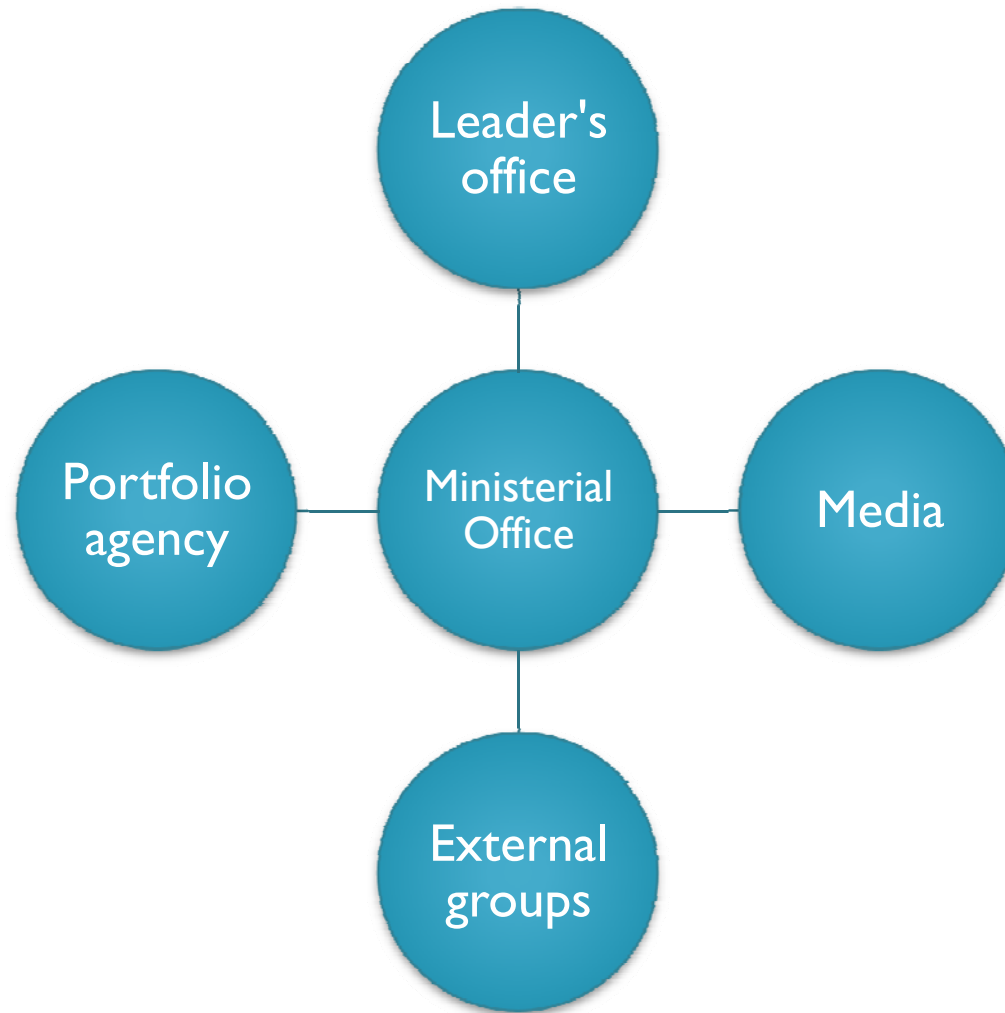 Leader's
office
Portfolio
agency
Ministerial
Office
Media
External
groups